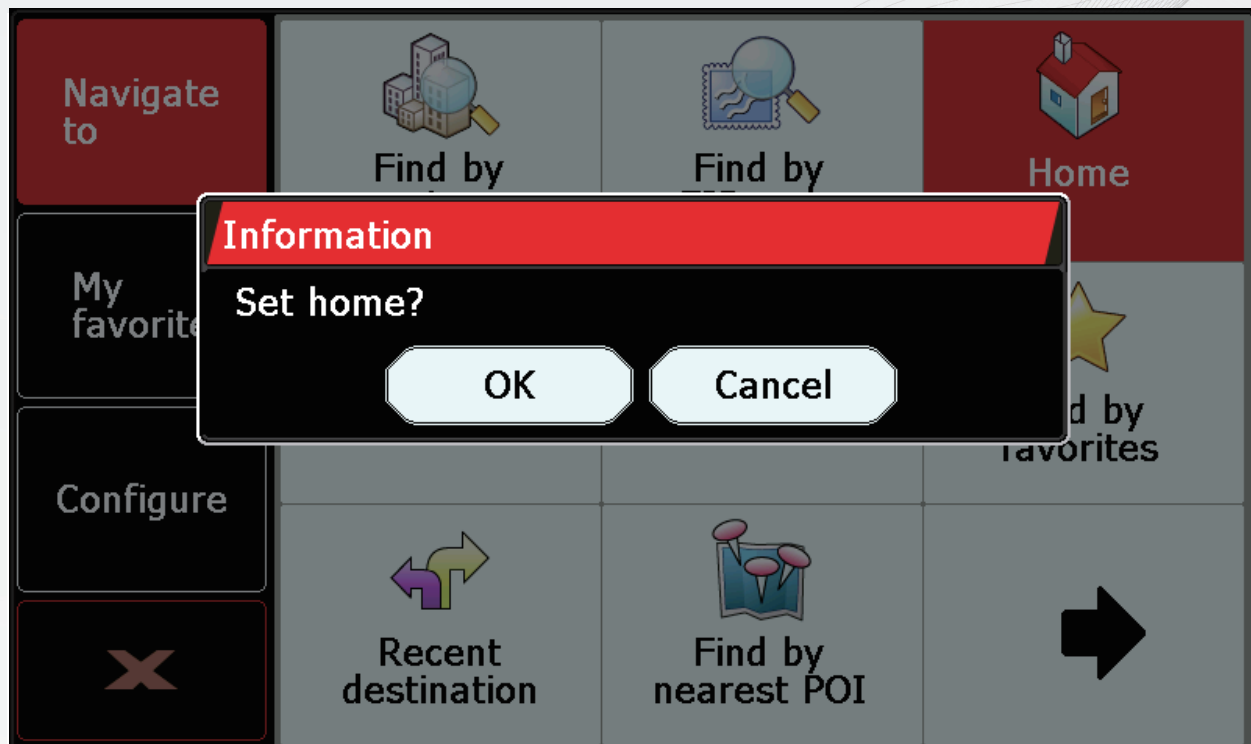 Navigate
to
Find by
Find by
Home
Information
Set home?
OK
Cancel
My
Configure
favorites
Recent
destination
Find by
nearest POI